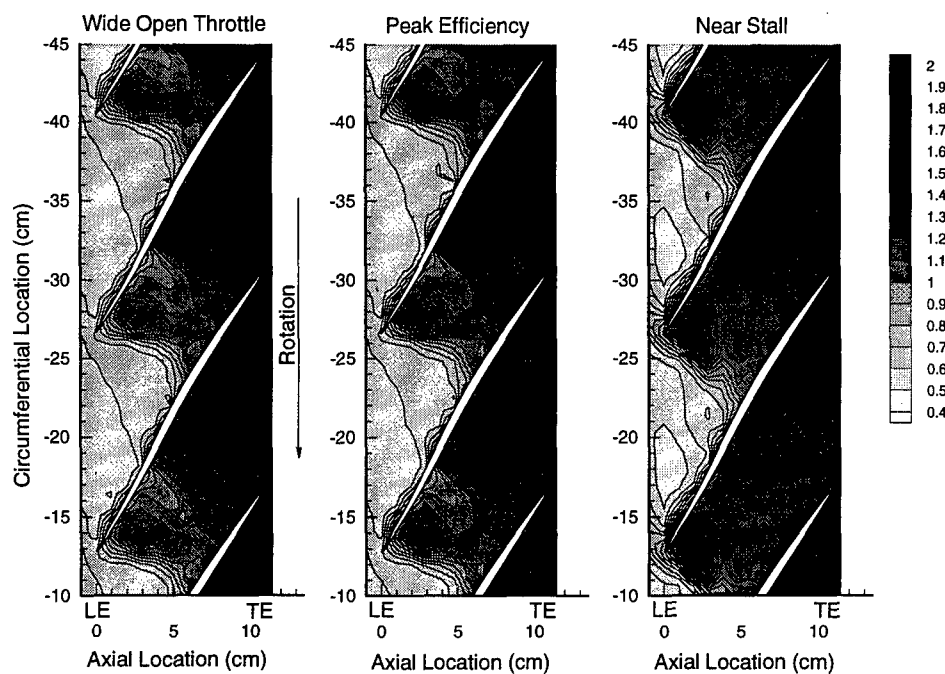 Wide Open Throttle
Peak Efficiency
Near Stall
Circumferential Location (cm)
-45
-40
-35
-30
-25
-20
-15
-10
-45
-40
-35
-30
-25
-20
-15
-10
-45
-40
-35
-30
-25
-20
-15
-10
Rotation
2
1.9
1.8
1.7
1.6
1.5
1.4
1.3
1.2
1.1
1
0.9
0.8
0.7
0.6
0.5
0.4
LE TE
0 5 10
Axial Location (cm)
LE TE
0 5 10
Axial Location (cm)
LE TE
0 5 10
Axial Location (cm)